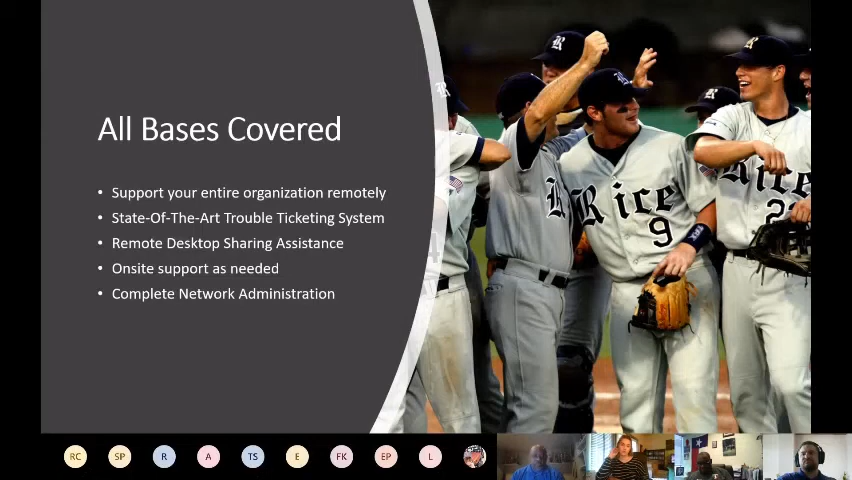 All Bases Covered
• Support your entire organization remotely
• State-Of-The-Art Trouble Ticketing System
• Remote Desktop Sharing Assistance
• Onsite support as needed
• Complete Network Administration
R
R
R
Rice
9
Rice
RC
SP
R
A
TS
E
FK
EP
L